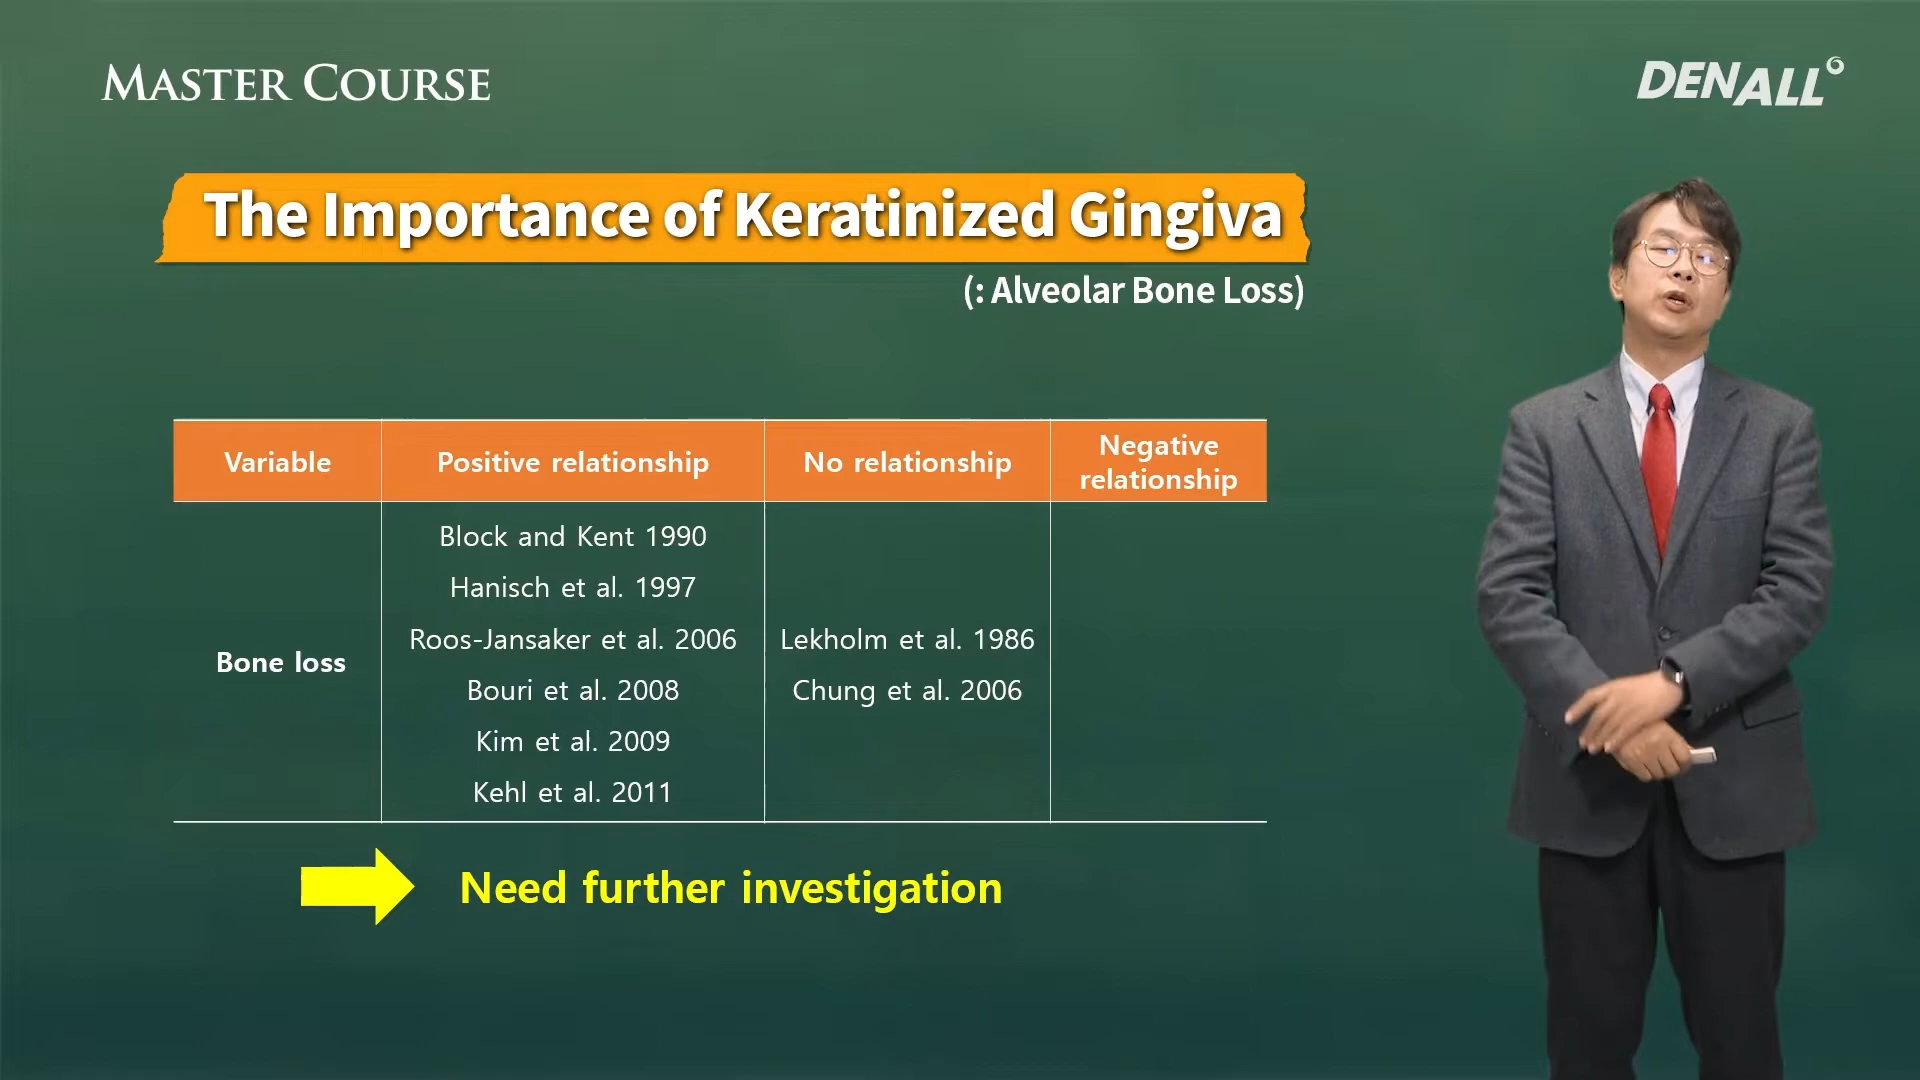 MASTER COURSE
DENALL
The Importance of Keratinized Gingiva
(: Alveolar Bone Loss)
Variable
Positive relationship
No relationship
Negative
relationship
Bone loss
Block and Kent 1990
Hanisch et al. 1997
Roos-Jansaker et al. 2006
Bouri et al. 2008
Kim et al. 2009
Kehl et al. 2011
Lekholm et al. 1986
Chung et al. 2006
Need further investigation